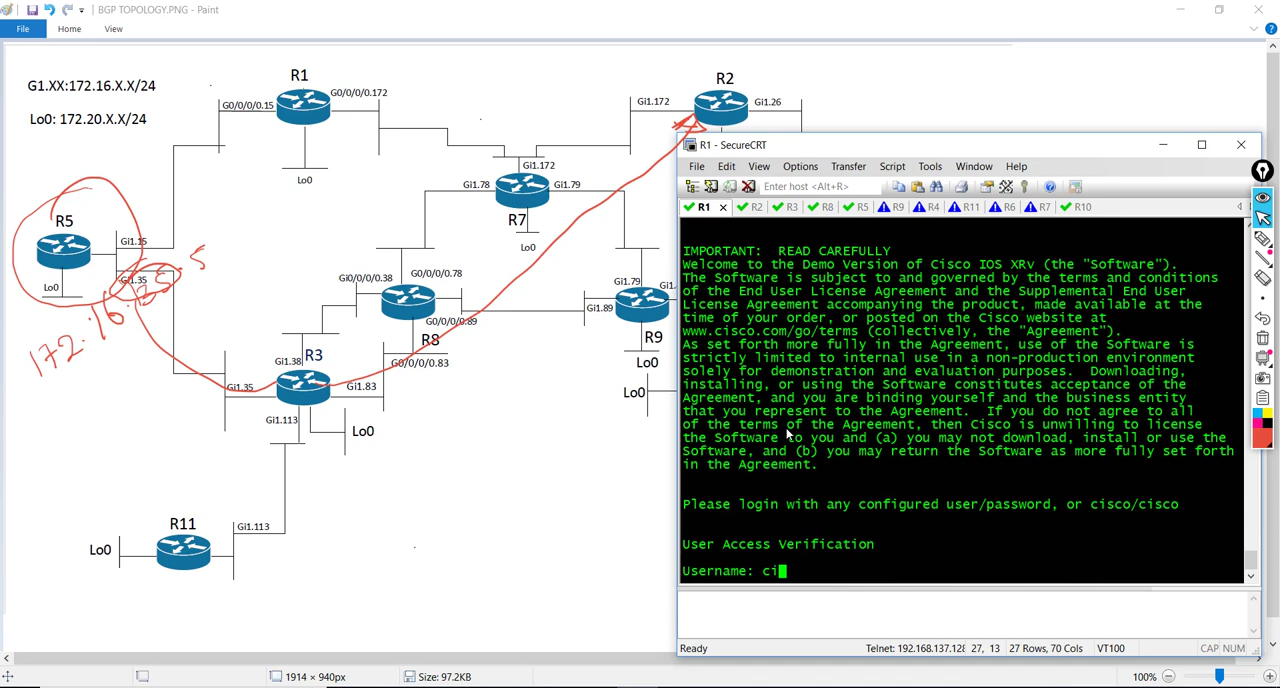 BGP TOPOLOGY.PNG - Paint
File Home View
G1.XX:172.16.X.X/24
Lo0: 172.20.X.X/24
R1
G0/0/0/0.15
G0/0/0/0.172
Lo0
R2
Gi1.172
Gi1.26
Gi1.172
Gi1.78
Gi1.79
R7
Lo0
R5
Gi1.15
Gi1.35
Lo0
Gi0/0/0/0.38
G0/0/0/0.78
G0/0/0/0.89
R8
G0/0/0/0.83
Gi1.79
Gi1.89
R9
Lo0
Lo0
R3
Gi1.38
Gi1.35
Gi1.83
Gi1.113
Lo0
R11
Gi1.113
Lo0
R1 - SecureCRT
File Edit View Options Transfer Script Tools Window Help
Enter host <Alt+R>
R1 R2 R3 R8 R5 R9 R4 R11 R6 R7 R10
IMPORTANT: READ CAREFULLY
Welcome to the Demo Version of Cisco IOS XRv (the "Software").
The Software is subject to and governed by the terms and conditions
of the End User License Agreement and the Supplemental End User
License Agreement accompanying the product, made available at the
time of your order, or posted on the Cisco website at
www.cisco.com/go/terms (collectively, the "Agreement").
As set forth more fully in the Agreement, use of the Software is
strictly limited to internal use in a non-production environment
solely for demonstration and evaluation purposes. Downloading,
installing, or using the Software constitutes acceptance of the
Agreement, and you are binding yourself and the business entity
that you represent to the Agreement. If you do not agree to all
of the terms of the Agreement, then Cisco is unwilling to license
the Software to you and (a) you may not download, install or use the
Software, and (b) you may return the Software as more fully set forth
in the Agreement.
Please login with any configured user/password, or cisco/cisco
User Access Verification
Username: ci
Ready
Telnet: 192.168.137.128 27, 13 27 Rows, 70 Cols VT100 CAP NUM
1914 × 940px
Size: 97.2KB
100%